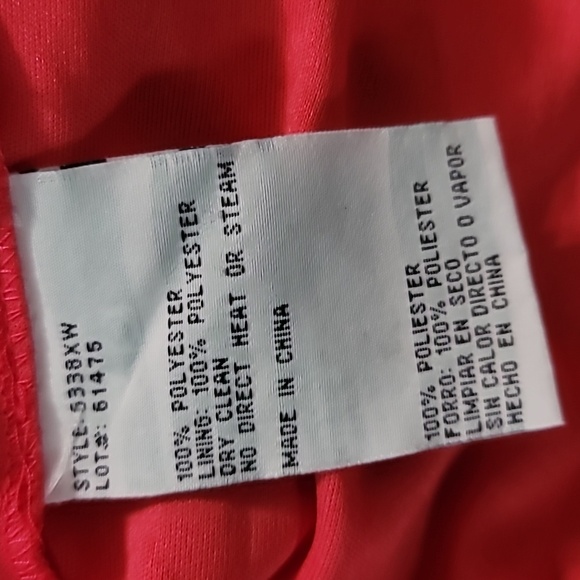 STYLE-5338XW
LOT#: 61475
100% POLYESTER
LINING: 100% POLYESTER
DRY CLEAN
NO DIRECT HEAT OR STEAM
MADE IN CHINA
100% POLIESTER
FORRO: 100% POLIESTER
LIMPIAR EN SECO
SIN CALOR DIRECTO O VAPOR
HECHO EN CHINA